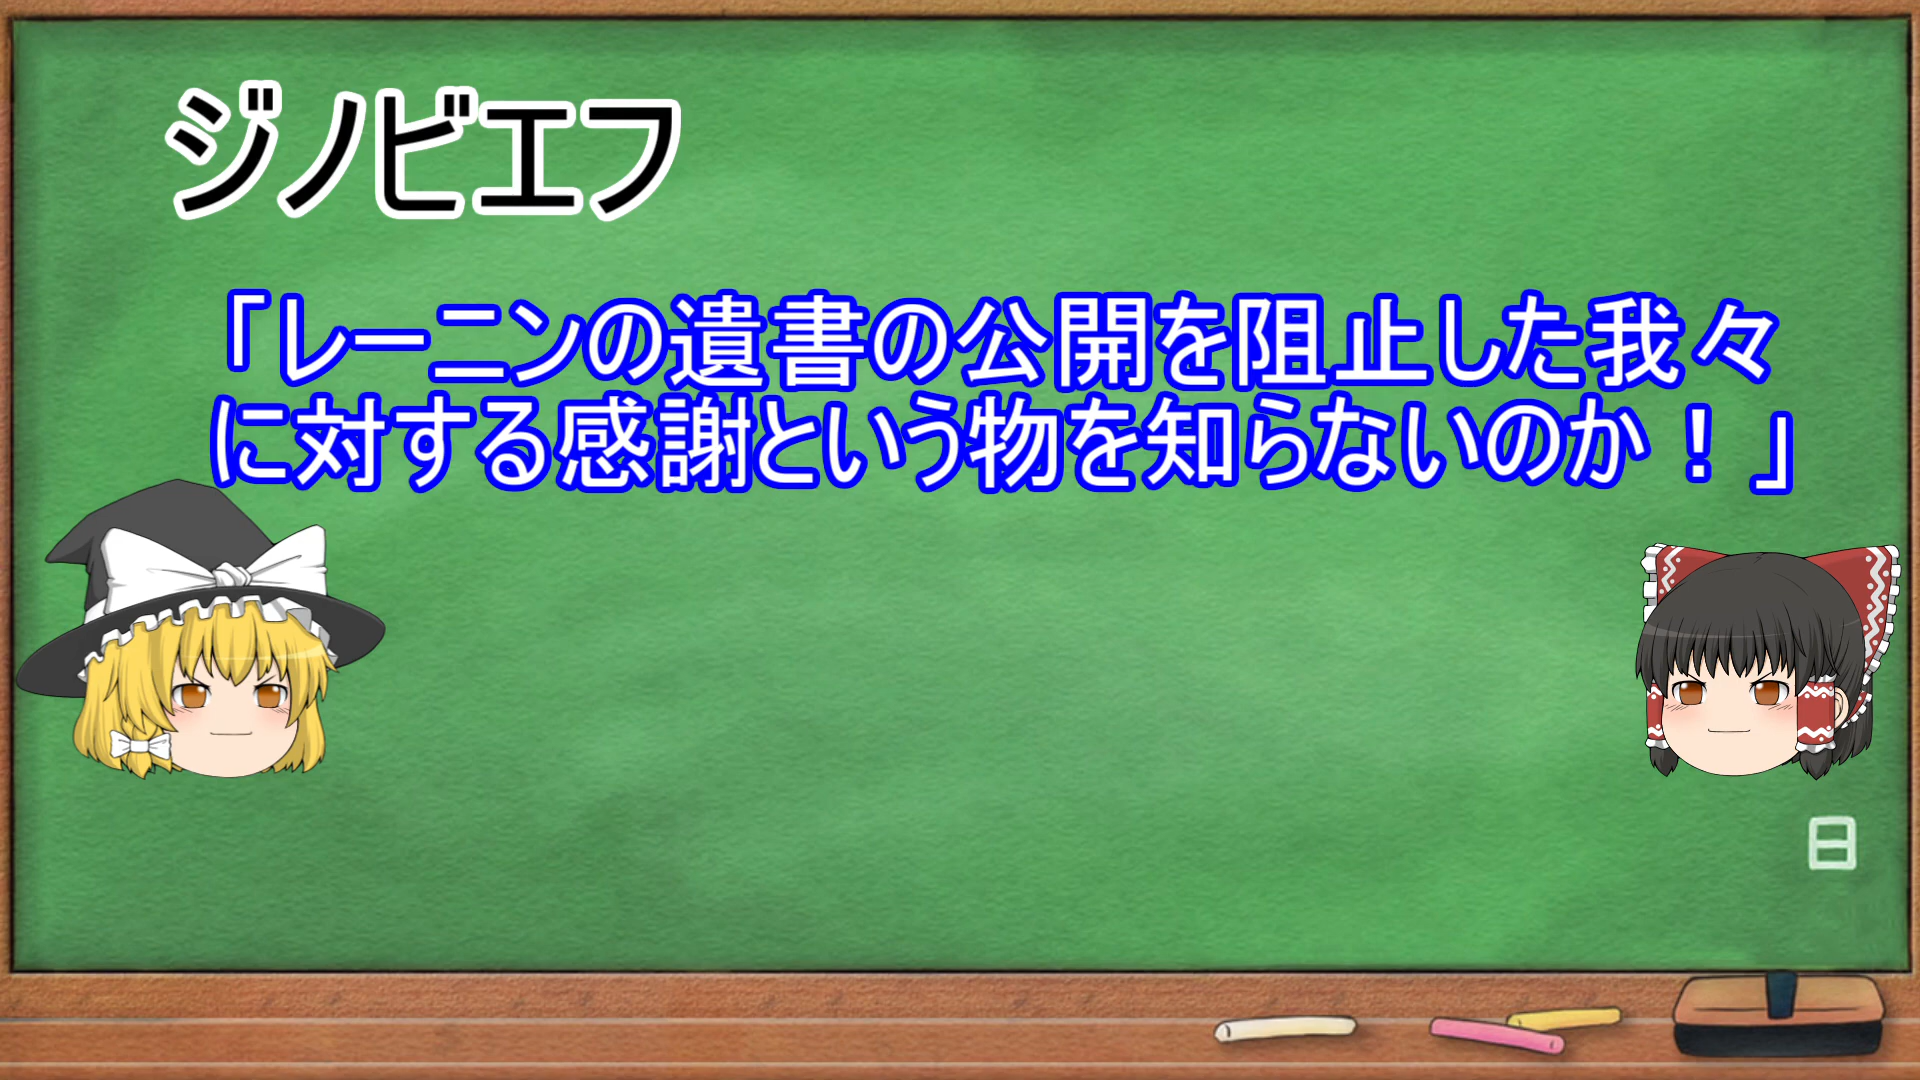 ジノビエフ
「レーニンの遺書の公開を阻止した我々
に対する感謝という物を知らないのか！」
日